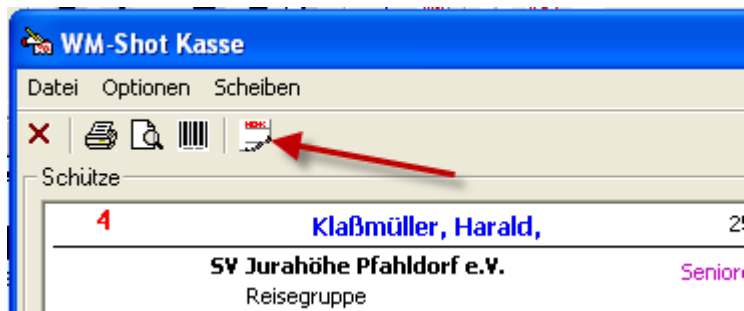 WM-Shot Kasse
Datei Optionen Scheiben
Schütze
4 Klaßmüller, Harald,
SV Jurahöhe Pfahldorf e.V.
Reisegruppe